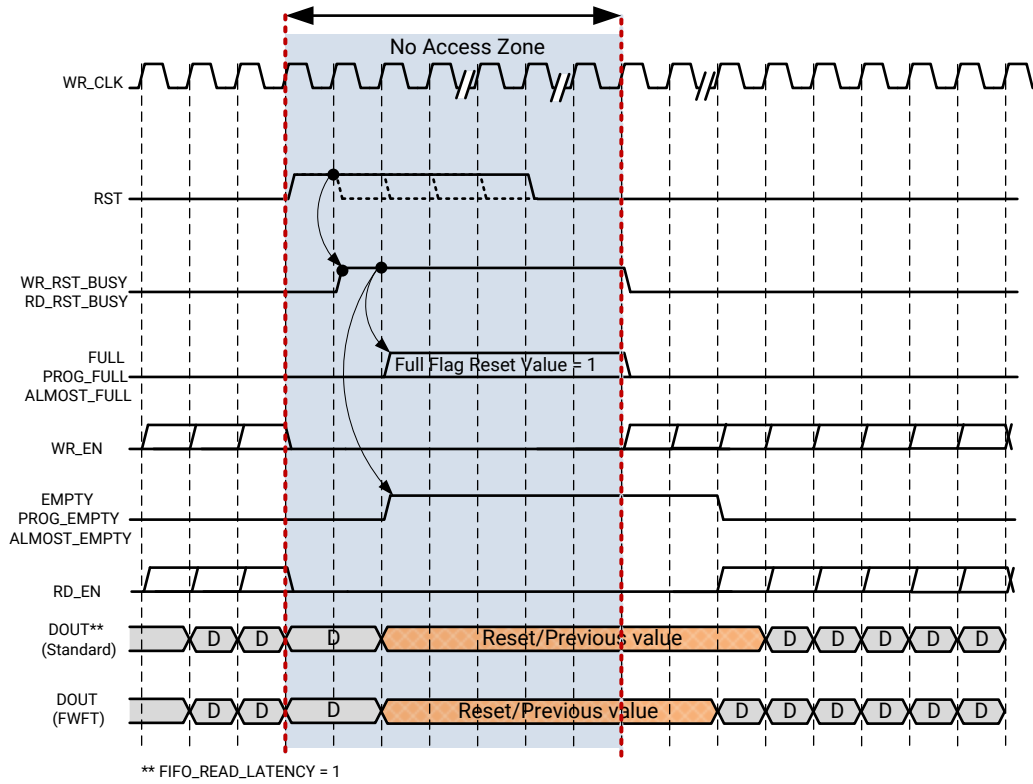 No Access Zone
WR_CLK
RST
WR_RST_BUSY
RD_RST_BUSY
FULL
PROG_FULL
ALMOST_FULL
Full Flag Reset Value = 1
WR_EN
EMPTY
PROG_EMPTY
ALMOST_EMPTY
RD_EN
DOUT**
(Standard)
D D D Reset/Previous value D D D D D
DOUT
(FWFT)
D D D Reset/Previous value D D D D D D
** FIFO_READ_LATENCY = 1